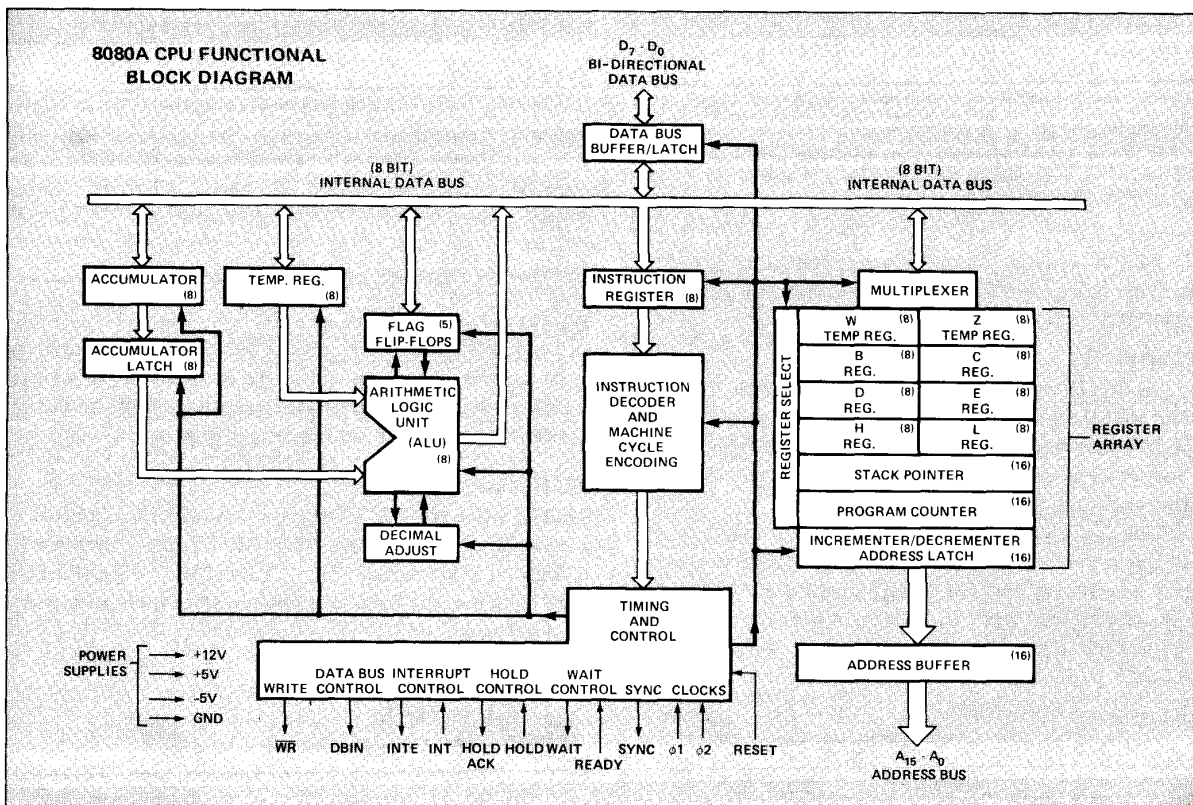 8080A CPU FUNCTIONAL
BLOCK DIAGRAM
D7 - D0
BI-DIRECTIONAL
DATA BUS
DATA BUS
BUFFER/LATCH
(8 BIT)
INTERNAL DATA BUS
(8 BIT)
INTERNAL DATA BUS
ACCUMULATOR
(8)
TEMP. REG.
(8)
INSTRUCTION
REGISTER (8)
MULTIPLEXER
ACCUMULATOR
LATCH (8)
FLAG (5)
FLIP-FLOPS
ARITHMETIC
LOGIC
UNIT
(ALU)
(8)
DECIMAL
ADJUST
INSTRUCTION
DECODER
AND
MACHINE
CYCLE
ENCODING
REGISTER SELECT
W (8)
TEMP REG.
Z (8)
TEMP REG.
B (8)
REG.
C (8)
REG.
D (8)
REG.
E (8)
REG.
H (8)
REG.
L (8)
REG.
STACK POINTER (16)
PROGRAM COUNTER (16)
INCREMENTER/DECREMENTER
ADDRESS LATCH (16)
REGISTER
ARRAY
TIMING
AND
CONTROL
WRITE
DATA BUS
CONTROL
INTERRUPT
CONTROL
HOLD
CONTROL
WAIT
CONTROL
SYNC
CLOCKS
ADDRESS BUFFER (16)
POWER
SUPPLIES
+12V
+5V
-5V
GND
WR
DBIN
INTE
INT
HOLD
ACK
HOLD
WAIT
READY
SYNC
ϕ1
ϕ2
RESET
A15 - A0
ADDRESS BUS